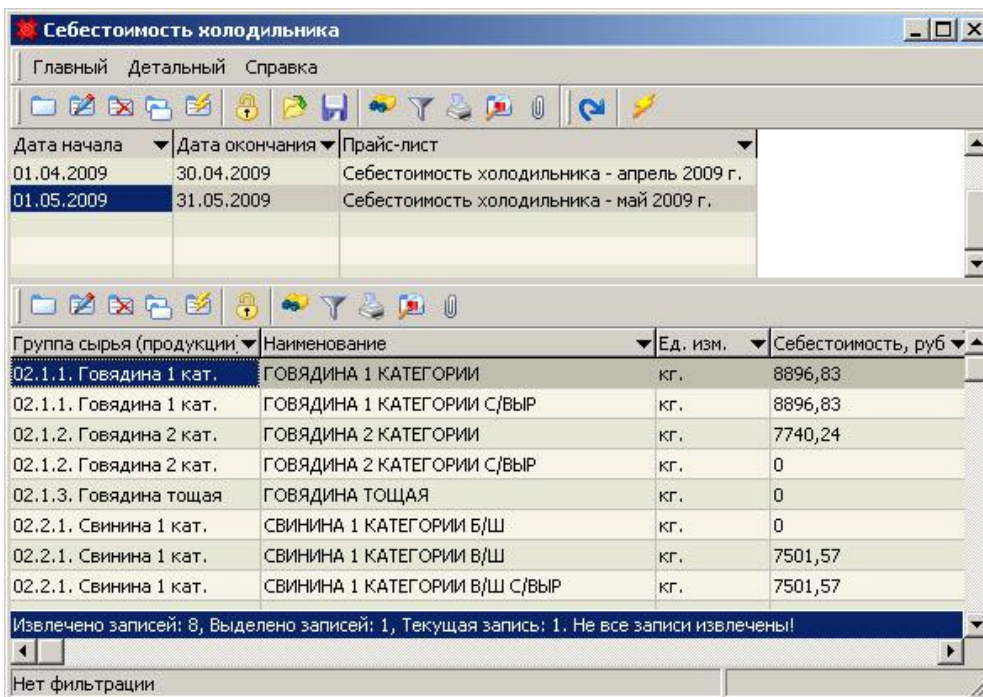 Себестоимость холодильника
Главный Детальный Справка
Дата начала Дата окончания Прайс-лист
01.04.2009 30.04.2009 Себестоимость холодильника - апрель 2009 г.
01.05.2009 31.05.2009 Себестоимость холодильника - май 2009 г.
Группа сырья (продукции) Наименование Ед. изм. Себестоимость, руб
02.1.1. Говядина 1 кат. ГОВЯДИНА 1 КАТЕГОРИИ кг. 8896,83
02.1.1. Говядина 1 кат. ГОВЯДИНА 1 КАТЕГОРИИ С/ВЫР кг. 8896,83
02.1.2. Говядина 2 кат. ГОВЯДИНА 2 КАТЕГОРИИ кг. 7740,24
02.1.2. Говядина 2 кат. ГОВЯДИНА 2 КАТЕГОРИИ С/ВЫР кг. 0
02.1.3. Говядина тощая ГОВЯДИНА ТОЩАЯ кг. 0
02.2.1. Свинина 1 кат. СВИНИНА 1 КАТЕГОРИИ Б/Ш кг. 0
02.2.1. Свинина 1 кат. СВИНИНА 1 КАТЕГОРИИ В/Ш кг. 7501,57
02.2.1. Свинина 1 кат. СВИНИНА 1 КАТЕГОРИИ В/Ш С/ВЫР кг. 7501,57
Извлечено записей: 8, Выделено записей: 1, Текущая запись: 1. Не все записи извлечены!
Нет фильтрации